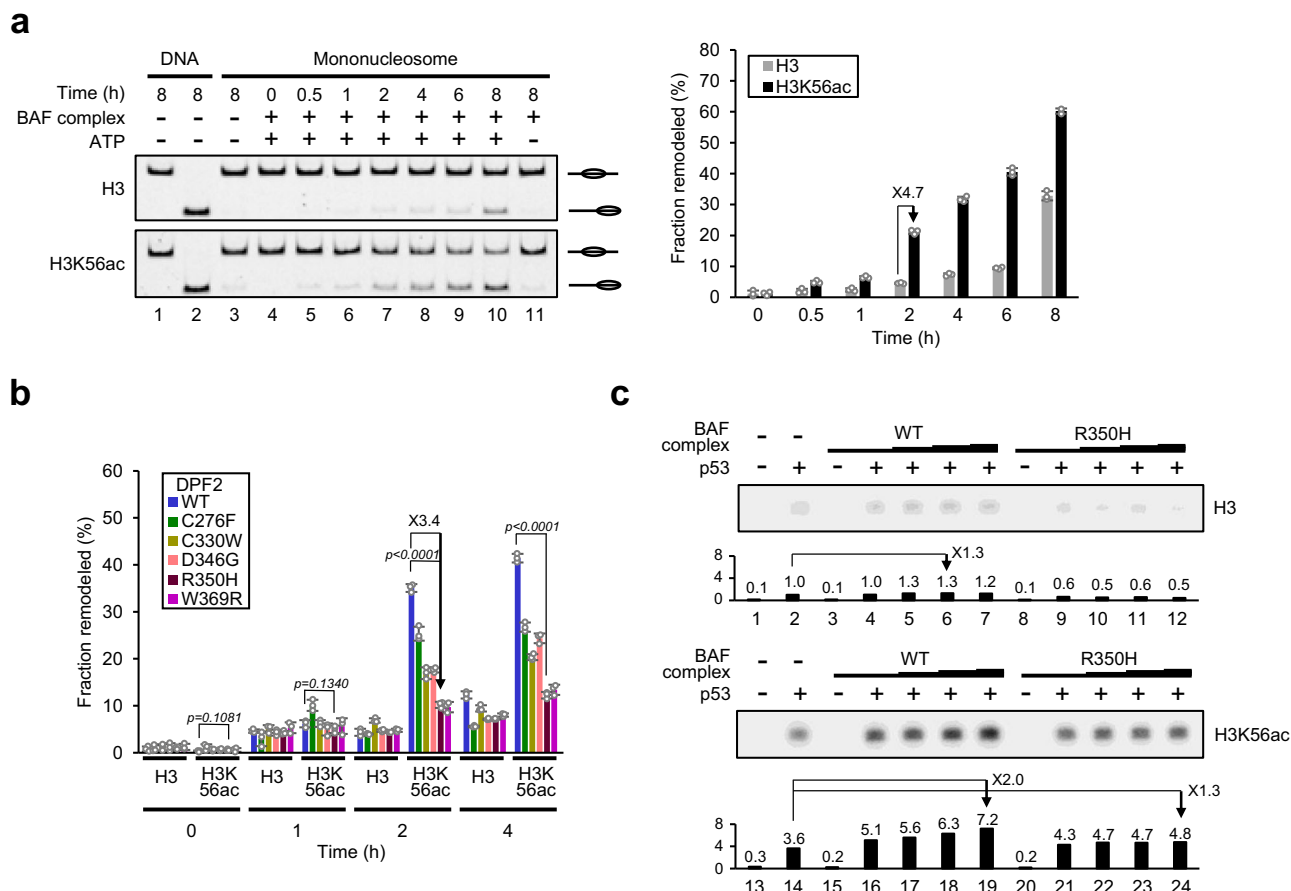 a
DNA Mononucleosome
Time (h) 8 8 8 0 0.5 1 2 4 6 8 8
BAF complex - - - + + + + + + + +
ATP - - - + + + + + + + -
H3
H3K56ac
1 2 3 4 5 6 7 8 9 10 11
80
70
60
50
40
30
20
10
0
Fraction remodeled (%)
H3
H3K56ac
X4.7
0 0.5 1 2 4 6 8
Time (h)
b
60
50
40
30
20
10
0
Fraction remodeled (%)
DPF2
WT
C276F
C330W
D346G
R350H
W369R
p=0.1081
p=0.1340
X3.4
p<0.0001
p<0.0001
H3 H3K56ac H3 H3K56ac H3 H3K56ac H3 H3K56ac
0 1 2 4
Time (h)
c
BAF complex - - WT R350H
p53 - + - + + + + - + + + +
H3
X1.3
8
4
0
0.1 1.0 0.1 1.0 1.3 1.3 1.2 0.1 0.6 0.5 0.6 0.5
1 2 3 4 5 6 7 8 9 10 11 12
BAF complex - - WT R350H
p53 - + - + + + + - + + + +
H3K56ac
X2.0
X1.3
8
4
0
0.3 3.6 0.2 5.1 5.6 6.3 7.2 0.2 4.3 4.7 4.7 4.8
13 14 15 16 17 18 19 20 21 22 23 24